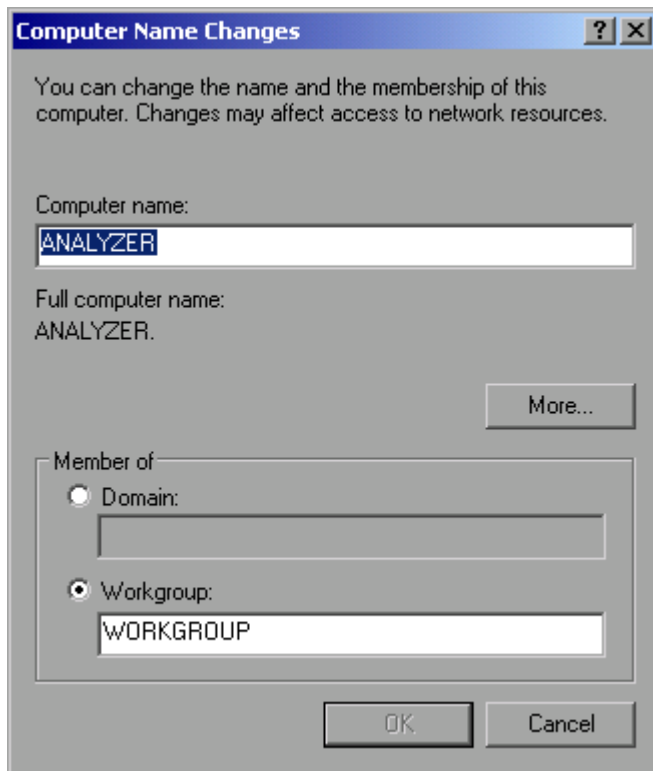 Computer Name Changes
You can change the name and the membership of this
computer. Changes may affect access to network resources.
Computer name:
ANALYZER
Full computer name:
ANALYZER.
More...
Member of
Domain:
Workgroup:
WORKGROUP
OK Cancel